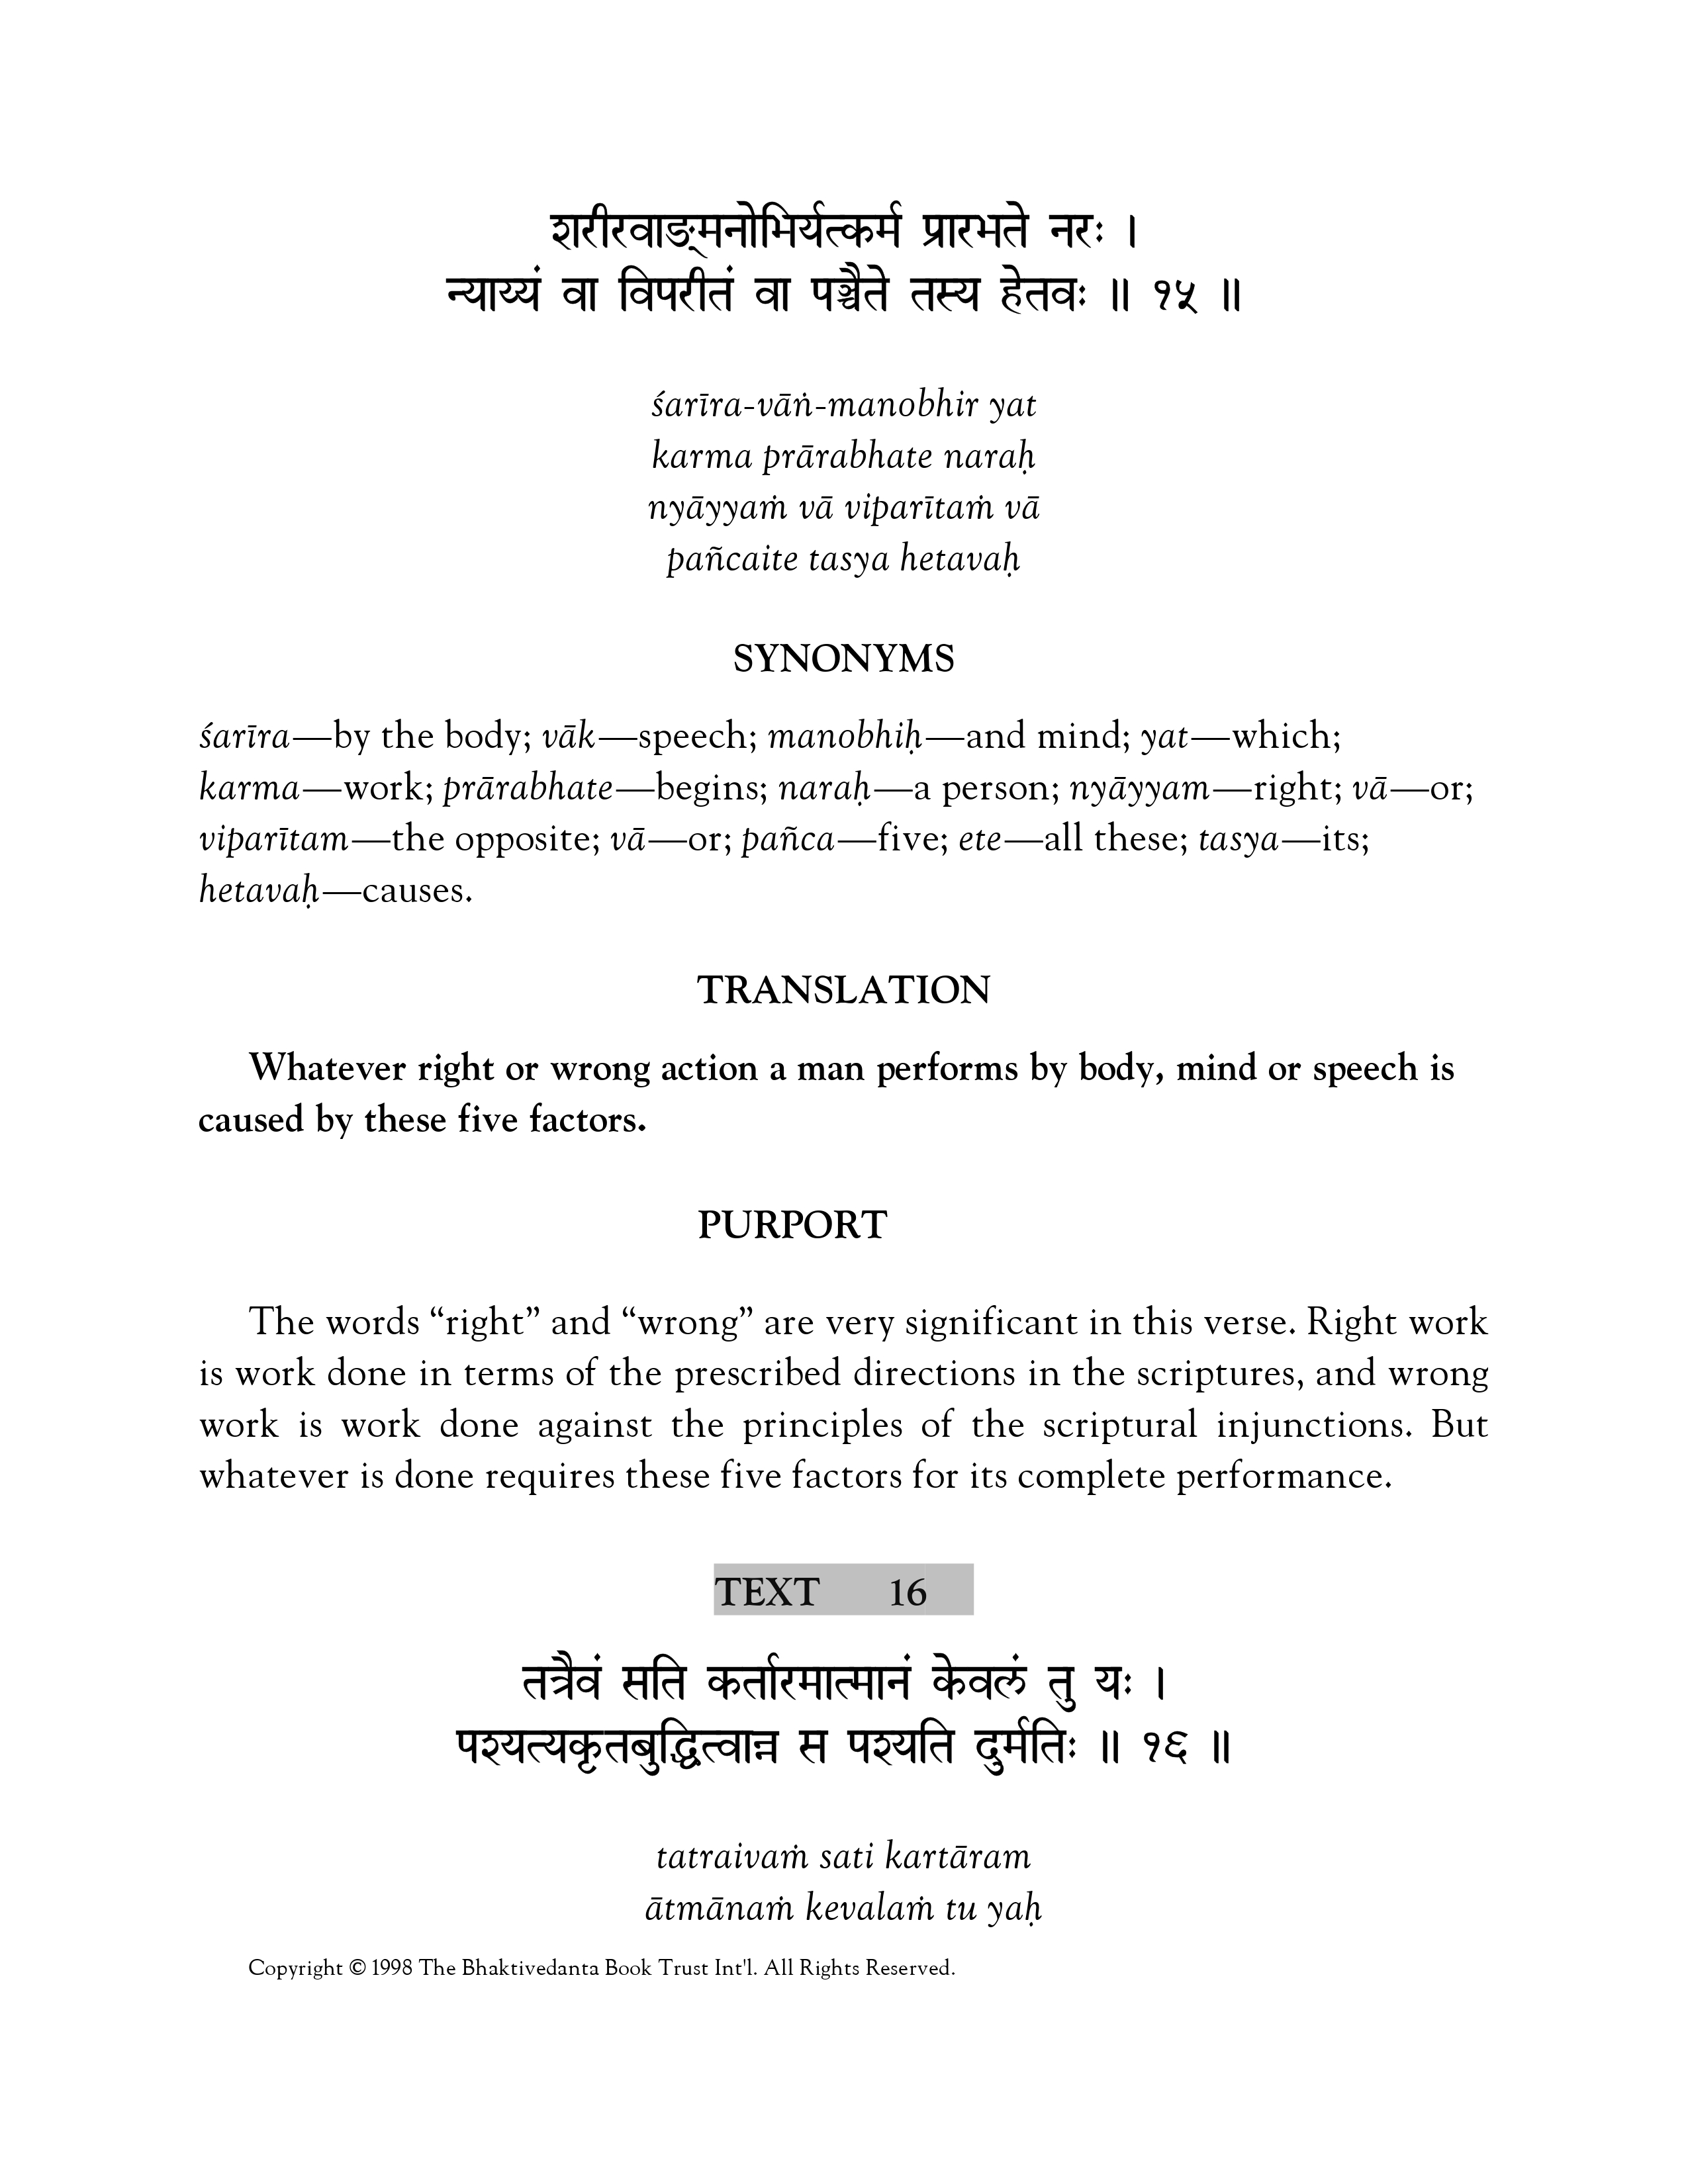 शरीरवाङ्मनोभिर्यत्कर्म प्रारभते नरः ।
न्याय्यं वा विपरीतं वा पञ्चैते तस्य हेतवः ॥ १५ ॥
śarīra-vāṅ-manobhir yat
karma prārabhate naraḥ
nyāyyaṁ vā viparītaṁ vā
pañcaite tasya hetavaḥ
SYNONYMS
śarīra—by the body; vāk—speech; manobhiḥ—and mind; yat—which;
karma—work; prārabhate—begins; naraḥ—a person; nyāyyam—right; vā—or;
viparītam—the opposite; vā—or; pañca—five; ete—all these; tasya—its;
hetavaḥ—causes.
TRANSLATION
Whatever right or wrong action a man performs by body, mind or speech is
caused by these five factors.
PURPORT
The words “right” and “wrong” are very significant in this verse. Right work
is work done in terms of the prescribed directions in the scriptures, and wrong
work is work done against the principles of the scriptural injunctions. But
whatever is done requires these five factors for its complete performance.
TEXT 16
तत्रैवं सति कर्तारमात्मानं केवलं तु यः ।
पश्यत्यकृतबुद्धित्वान्न स पश्यति दुर्मतिः ॥ १६ ॥
tatraivaṁ sati kartāram
ātmānaṁ kevalaṁ tu yaḥ
Copyright © 1998 The Bhaktivedanta Book Trust Int'l. All Rights Reserved.